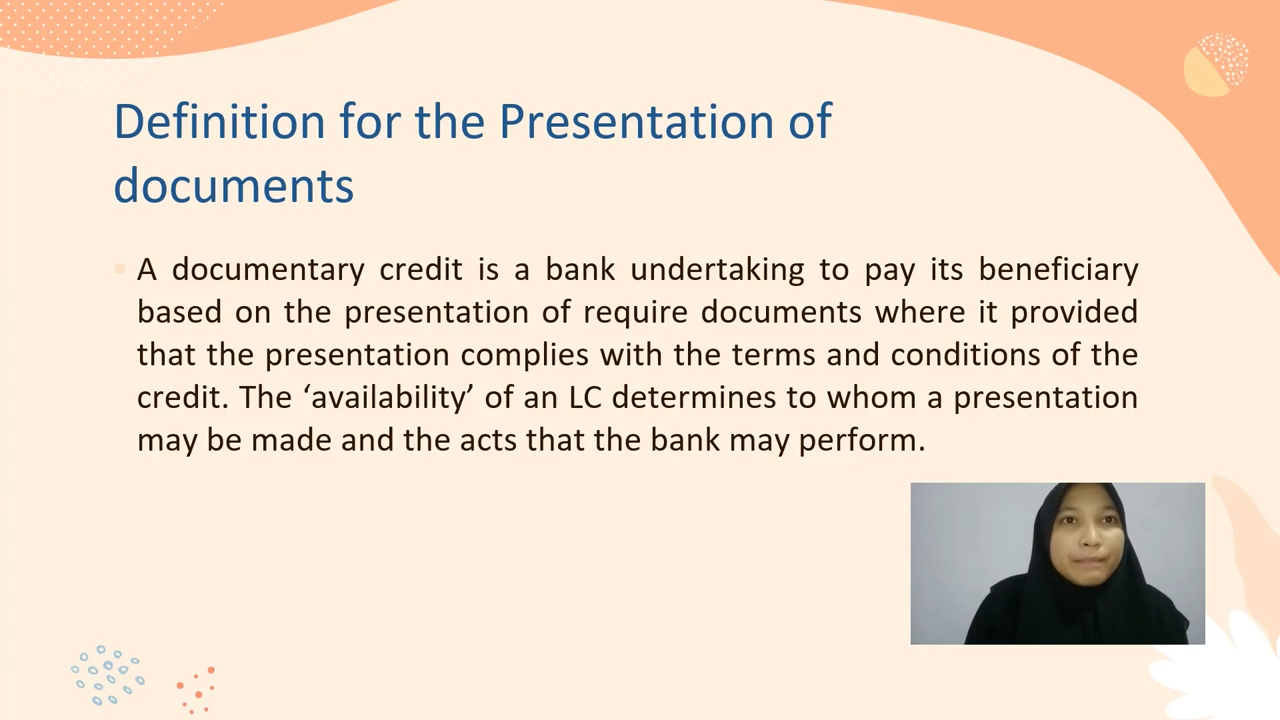 Definition for the Presentation of
documents
A documentary credit is a bank undertaking to pay its beneficiary
based on the presentation of require documents where it provided
that the presentation complies with the terms and conditions of the
credit. The ‘availability’ of an LC determines to whom a presentation
may be made and the acts that the bank may perform.